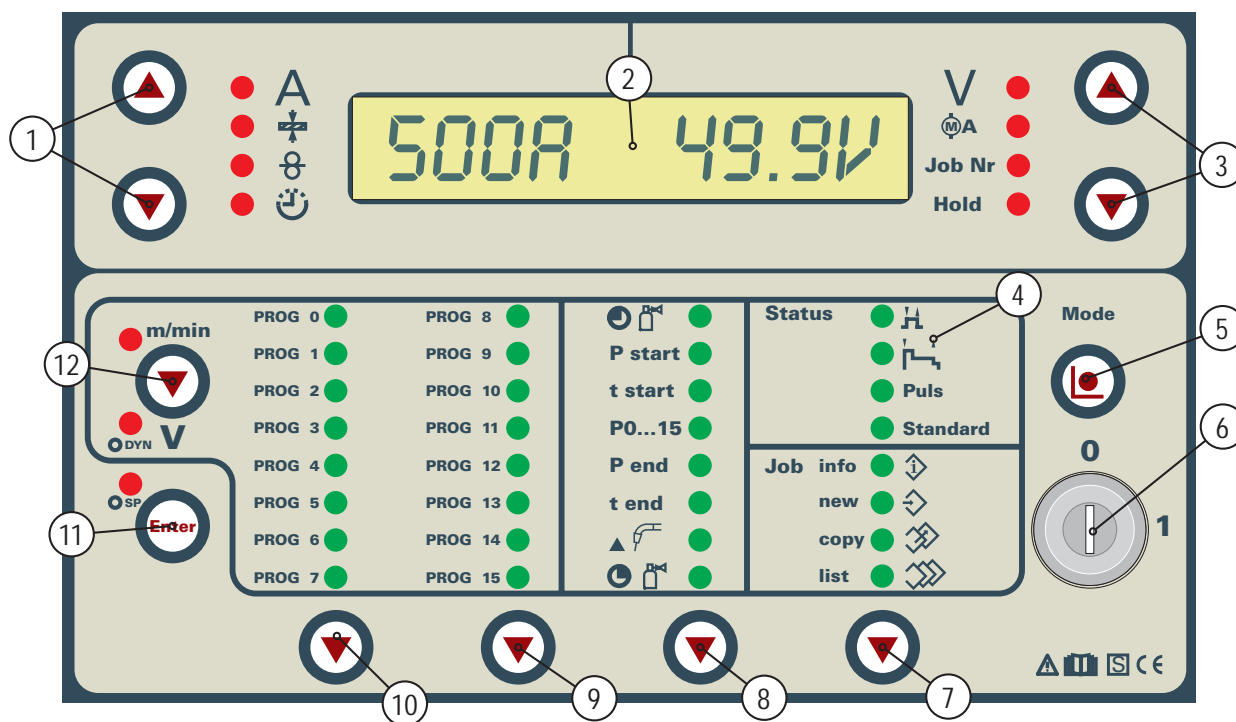 A
500A 49.9V
V
MA
Job Nr
Hold
1
2
3
m/min
V
DYN
SP
Enter
12
11
PROG 0
PROG 1
PROG 2
PROG 3
PROG 4
PROG 5
PROG 6
PROG 7
PROG 8
PROG 9
PROG 10
PROG 11
PROG 12
PROG 13
PROG 14
PROG 15
P start
t start
P0...15
P end
t end
Status
Puls
Standard
Job info
new
copy
list
4
Mode
5
0
1
6
10
9
8
7
S CE